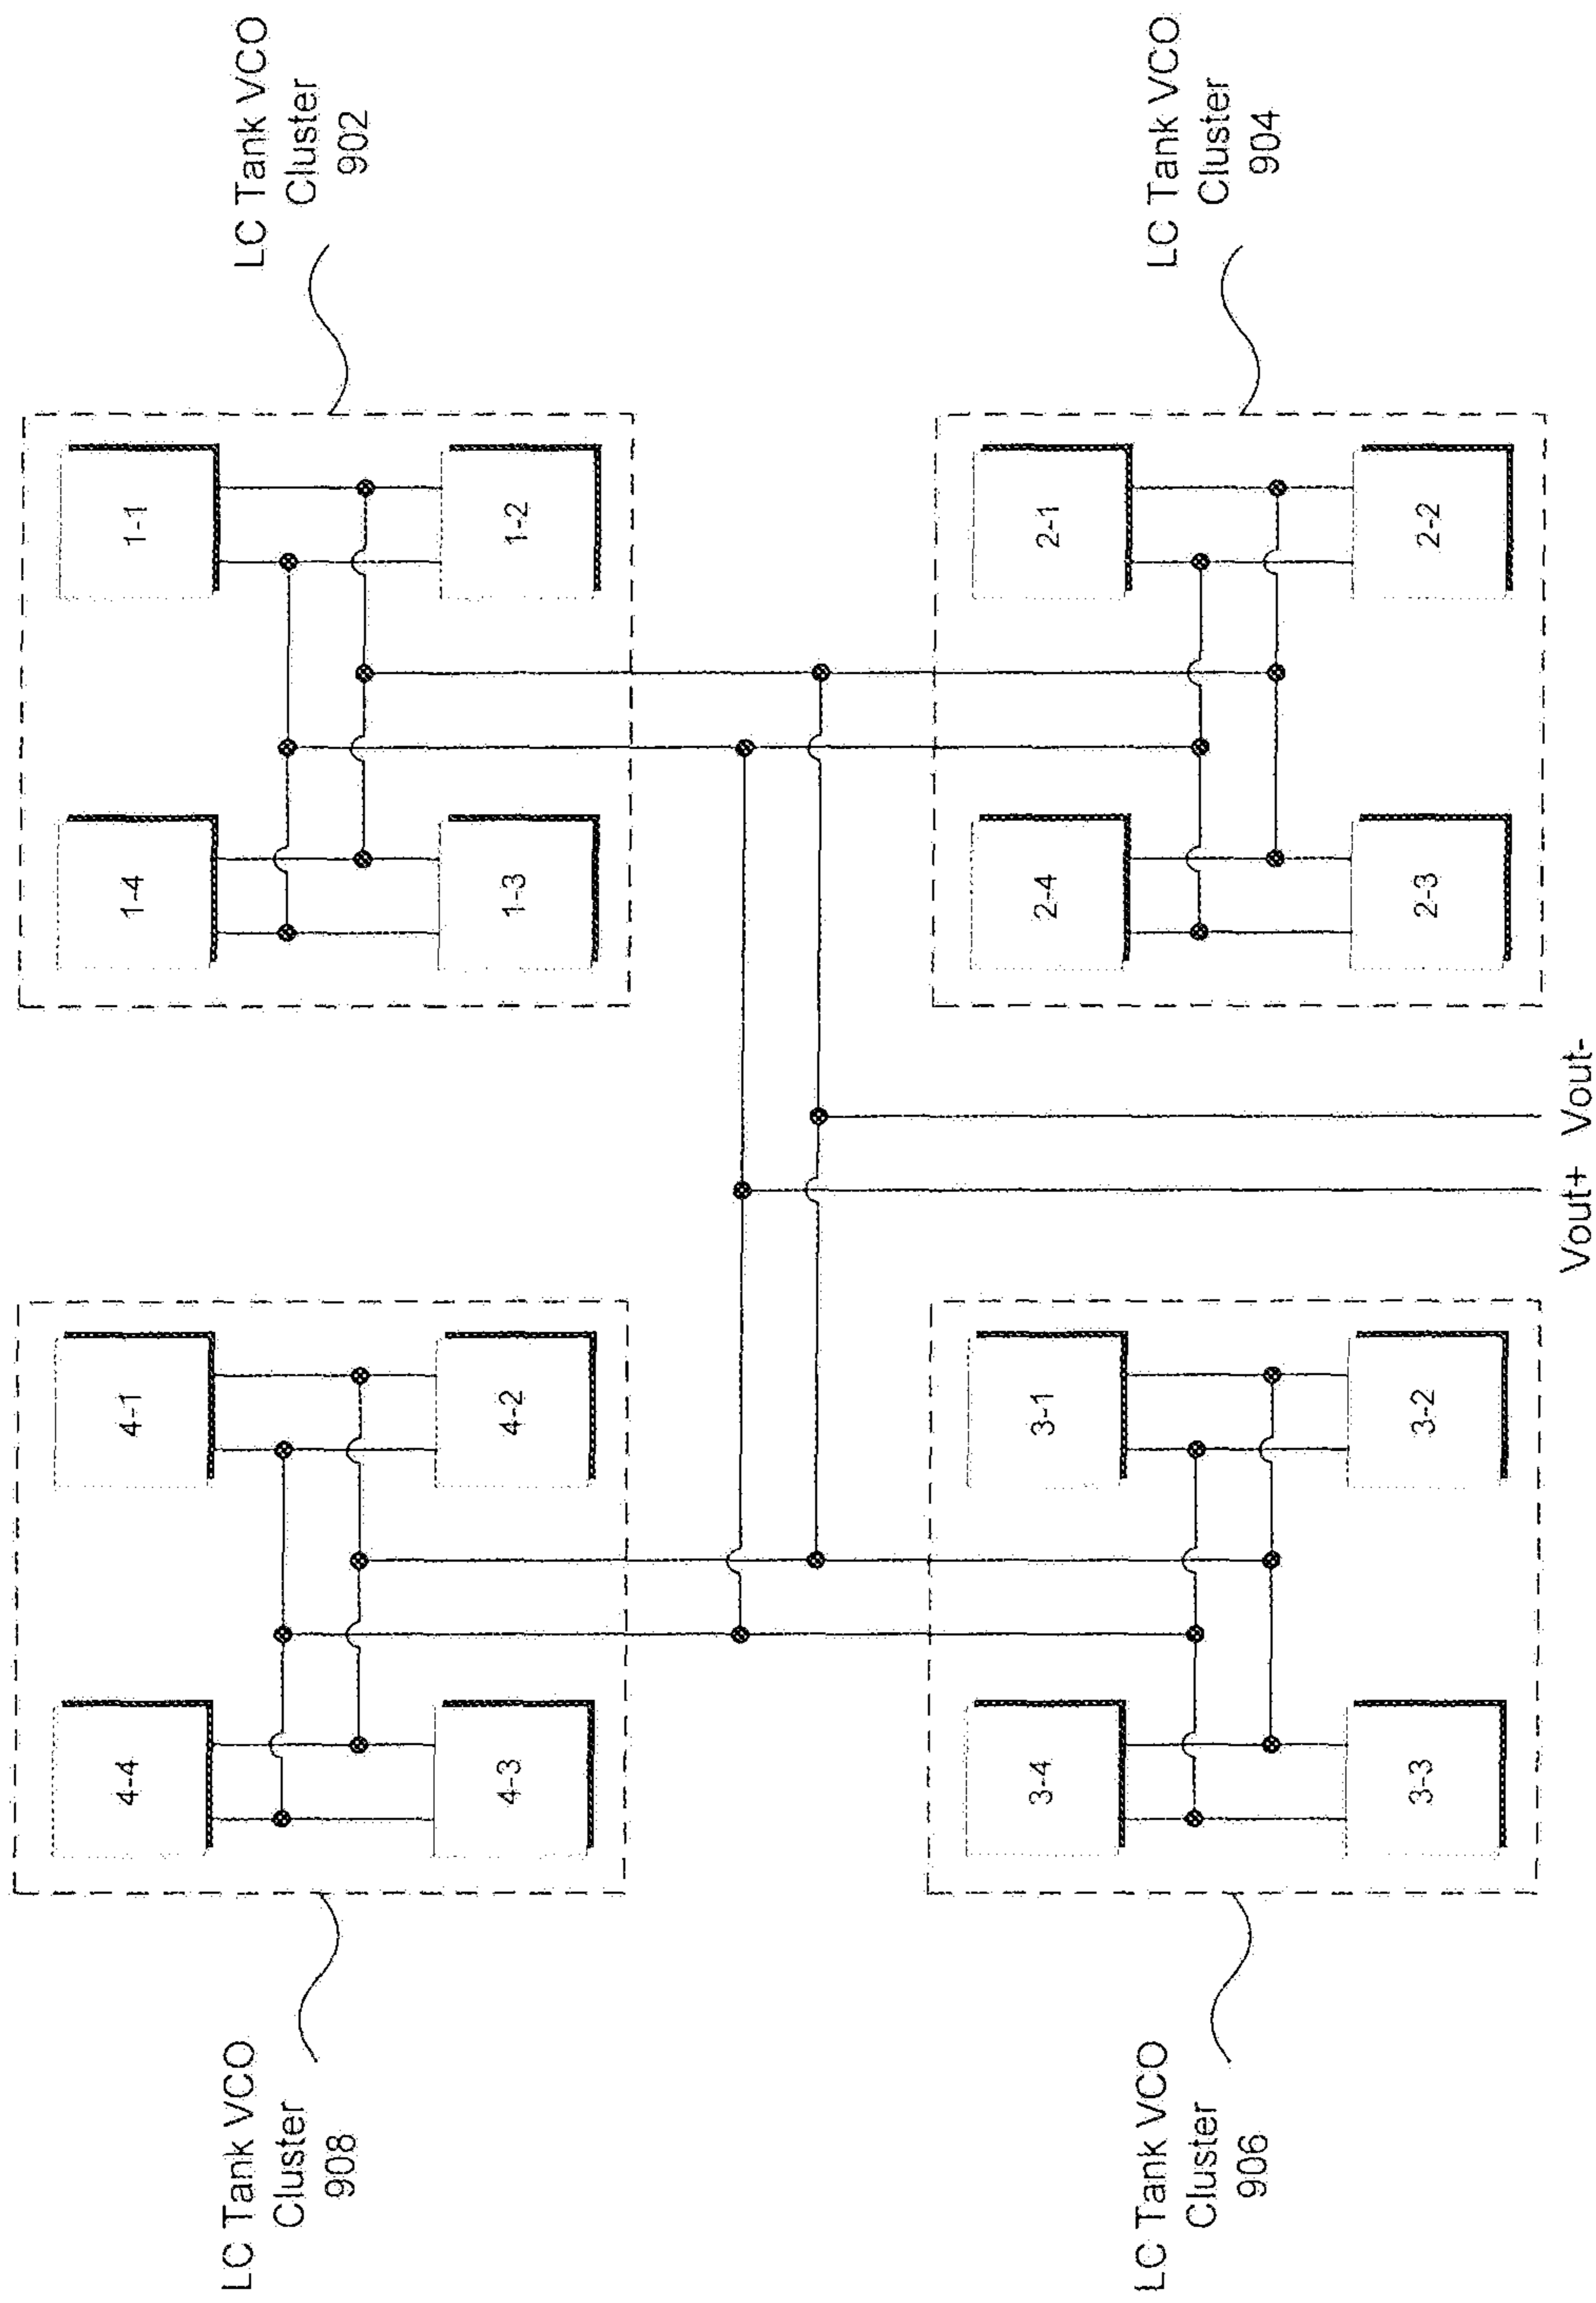 LC Tank VCO
Cluster
908
4-4
4-1
4-3
4-2
1-4
1-1
1-3
1-2
LC Tank VCO
Cluster
902
LC Tank VCO
Cluster
906
3-4
3-1
3-3
3-2
2-4
2-1
2-3
2-2
LC Tank VCO
Cluster
904
Vout+ Vout-